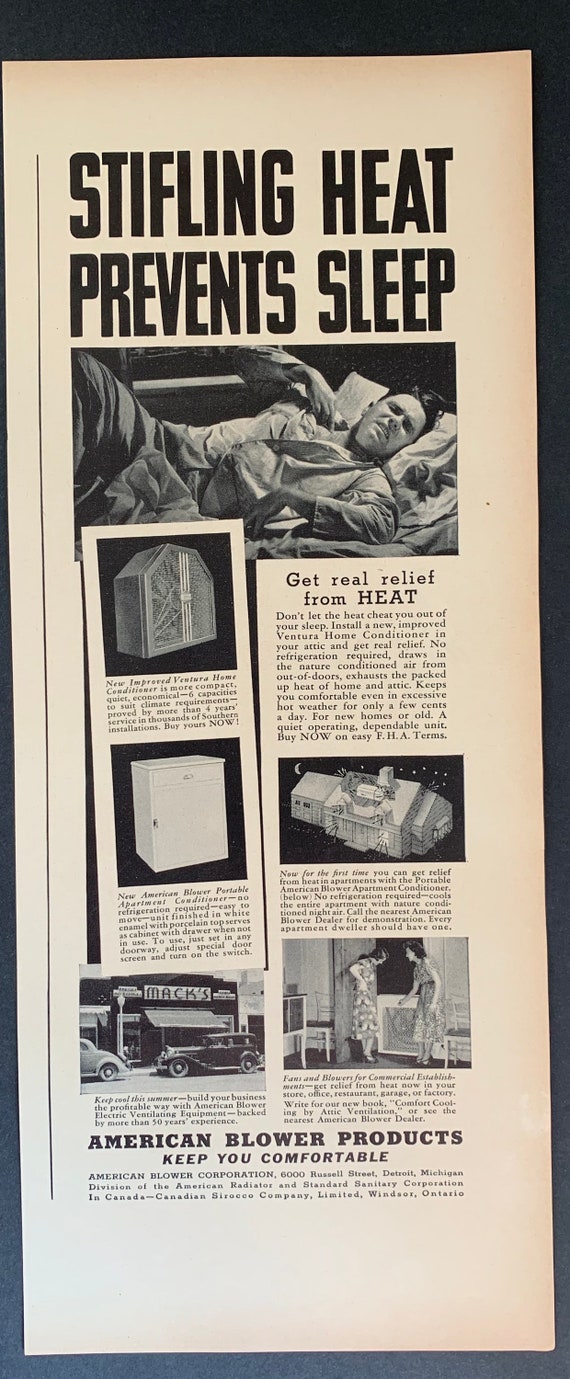 STIFLING HEAT
PREVENTS SLEEP
New Improved Ventura Home
Conditioner is more compact,
quiet, economical—6 capacities
to suit climate requirements—
proved by more than 4 years'
service in thousands of Southern
installations. Buy yours NOW!
Get real relief
from HEAT
Don't let the heat cheat you out of
your sleep. Install a new, improved
Ventura Home Conditioner in
your attic and get real relief. No
refrigeration required, draws in
the nature conditioned air from
out-of-doors, exhausts the packed
up heat of home and attic. Keeps
you comfortable even in excessive
hot weather for only a few cents
a day. For new homes or old. A
quiet operating, dependable unit.
Buy NOW on easy F.H.A. Terms.
New American Blower Portable
Apartment Conditioner—no
refrigeration required—easy to
move—unit finished in white
enamel with porcelain top serves
as cabinet with drawer when not
in use. To use, just set in any
doorway, adjust special door
screen and turn on the switch.
Now for the first time you can get relief
from heat in apartments with the Portable
American Blower Apartment Conditioner,
(below) No refrigeration required—cools
the entire apartment with nature condi-
tioned night air. Call the nearest American
Blower Dealer for demonstration. Every
apartment dweller should have one.
MACK'S
Keep cool this summer—build your business
the profitable way with American Blower
Electric Ventilating Equipment—backed
by more than 50 years' experience.
Fans and Blowers for Commercial Establish-
ments—get relief from heat now in your
store, office, restaurant, garage, or factory.
Write for our new book, "Comfort Cool-
ing by Attic Ventilation," or see the
nearest American Blower Dealer.
AMERICAN BLOWER PRODUCTS
KEEP YOU COMFORTABLE
AMERICAN BLOWER CORPORATION, 6000 Russell Street, Detroit, Michigan
Division of the American Radiator and Standard Sanitary Corporation
In Canada—Canadian Sirocco Company, Limited, Windsor, Ontario